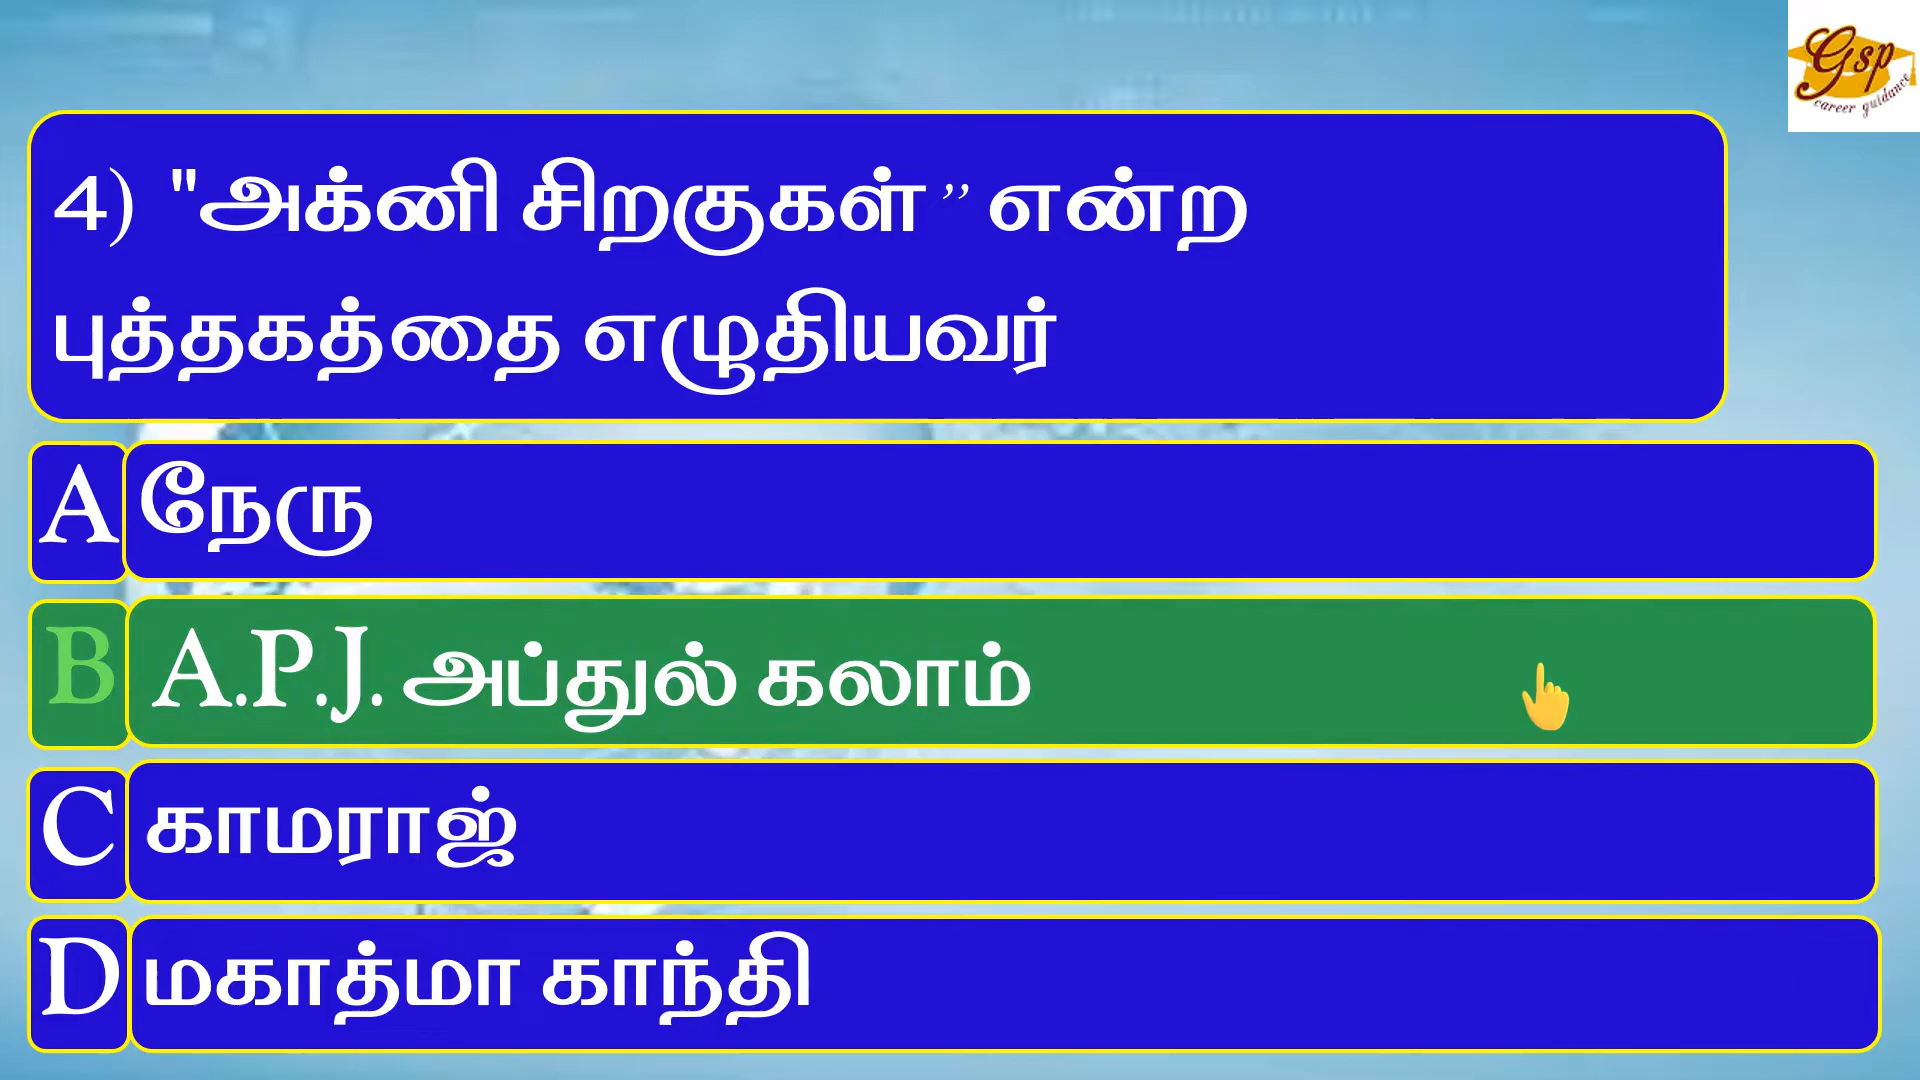 Gsp
career guidance
4) "அக்னி சிறகுகள்” என்ற
புத்தகத்தை எழுதியவர்
A நேரு
B A.P.J. அப்துல் கலாம்
C காமராஜ்
D மகாத்மா காந்தி